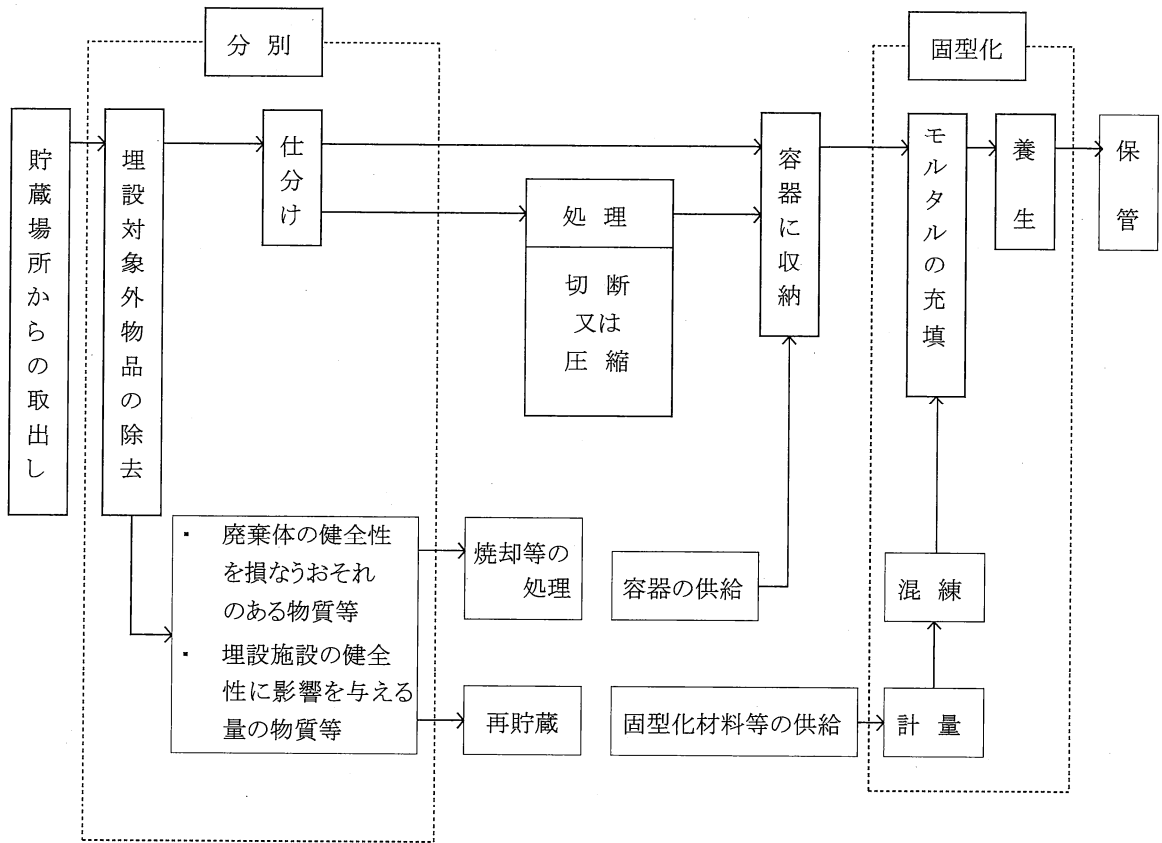 分別
固型化
貯蔵場所からの取出し
埋設対象外物品の除去
仕分け
処理
切断
又は
圧縮
容器に収納
モルタルの充填
養生
保管
・ 廃棄体の健全性
を損なうおそれ
のある物質等
・ 埋設施設の健全
性に影響を与える
量の物質等
焼却等の
処理
再貯蔵
容器の供給
固型化材料等の供給
混練
計量